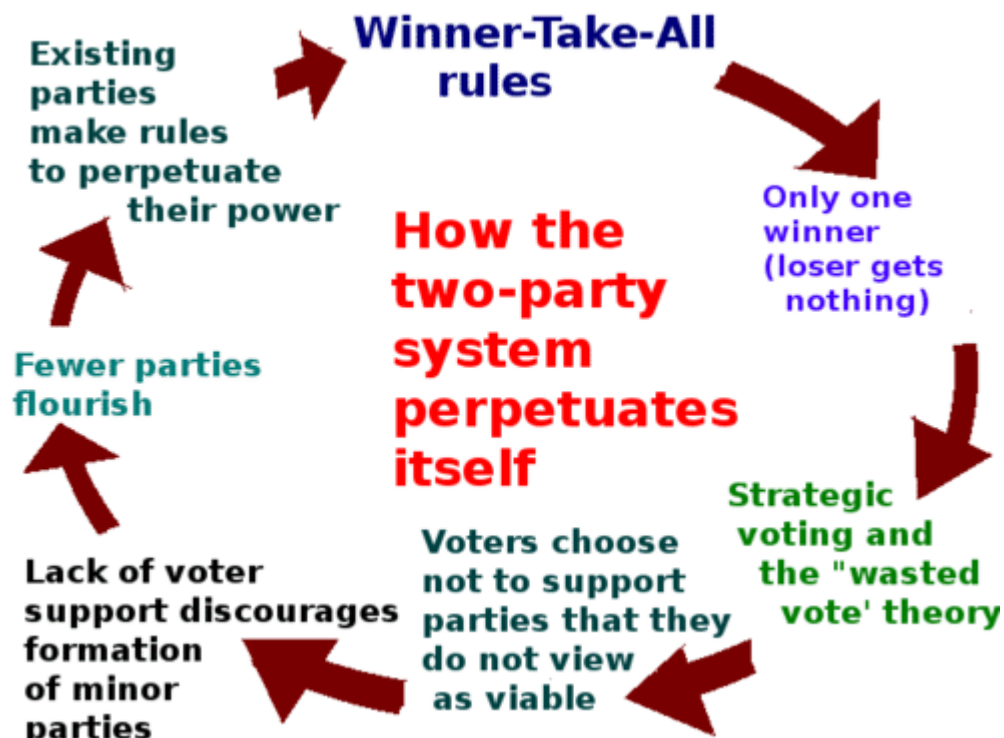 Winner-Take-All
rules
Only one
winner
(loser gets
nothing)
Strategic
voting and
the "wasted
vote' theory
Voters choose
not to support
parties that they
do not view
as viable
Lack of voter
support discourages
formation
of minor
parties
Fewer parties
flourish
Existing
parties
make rules
to perpetuate
their power
How the
two-party
system
perpetuates
itself